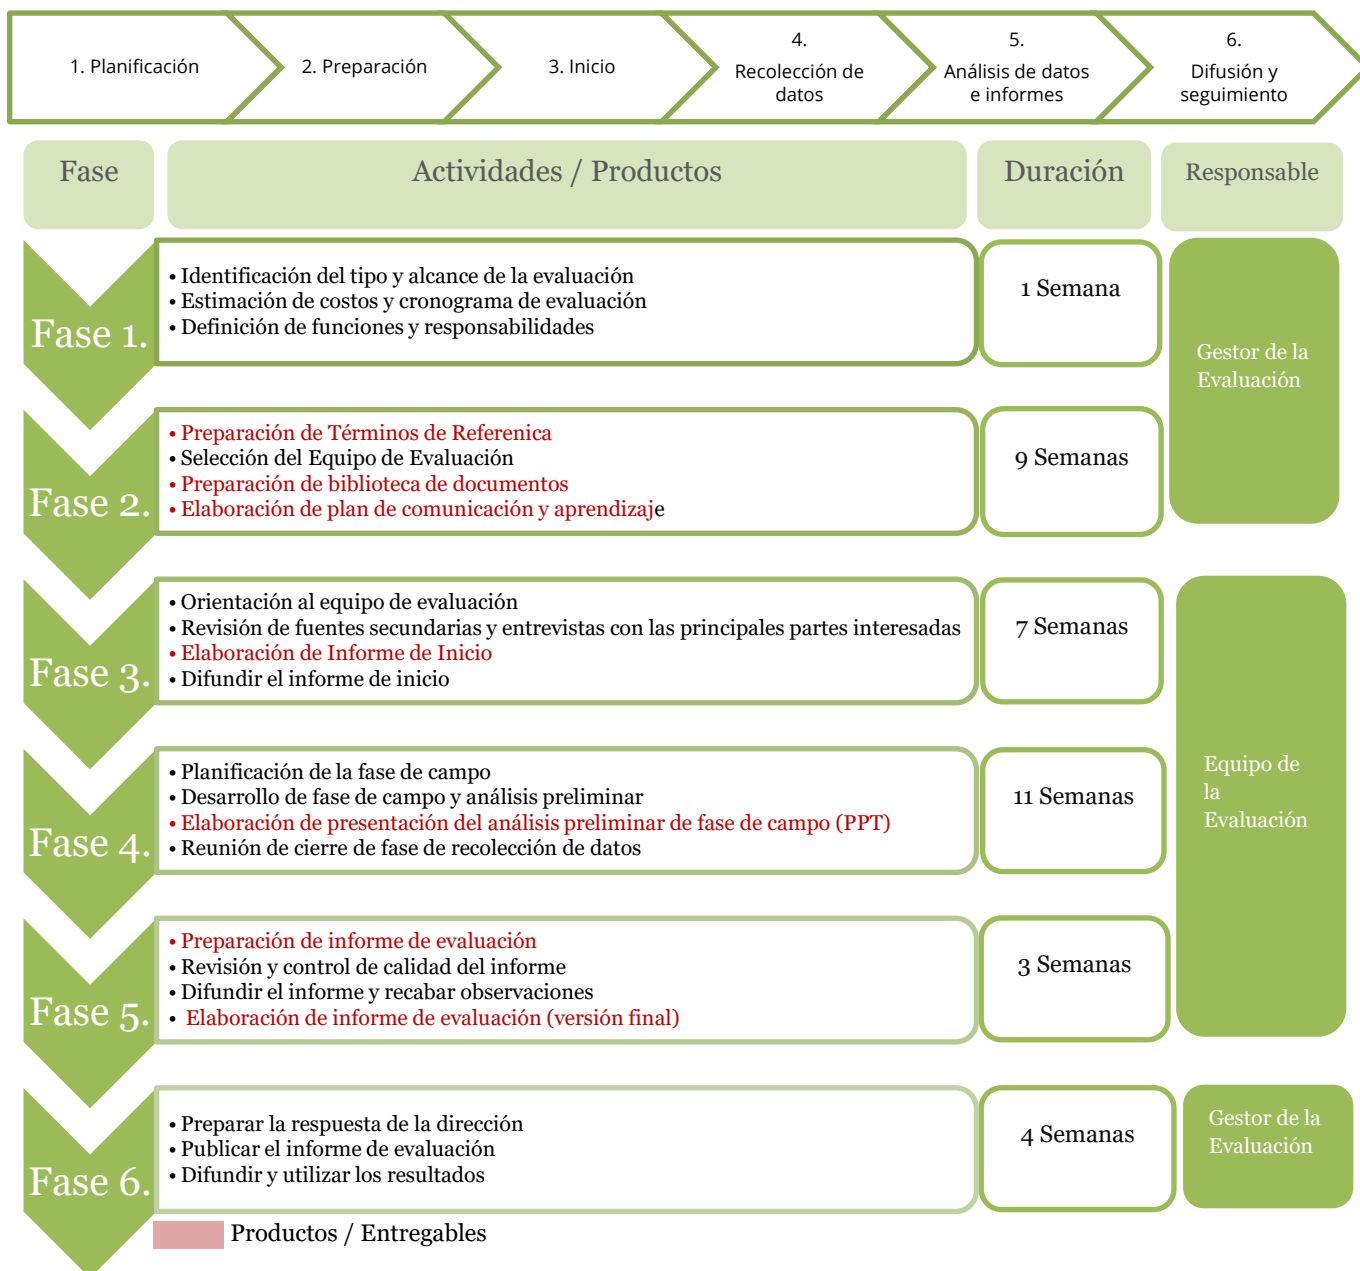 1. Planificación
2. Preparación
3. Inicio
4.
Recolección de
datos
5.
Análisis de datos
e informes
6.
Difusión y
seguimiento
Fase
Actividades / Productos
Duración
Responsable
Fase 1.
• Identificación del tipo y alcance de la evaluación
• Estimación de costos y cronograma de evaluación
• Definición de funciones y responsabilidades
1 Semana
Gestor de la
Evaluación
Fase 2.
• Preparación de Términos de Referenica
• Selección del Equipo de Evaluación
• Preparación de biblioteca de documentos
• Elaboración de plan de comunicación y aprendizaje
9 Semanas
Fase 3.
• Orientación al equipo de evaluación
• Revisión de fuentes secundarias y entrevistas con las principales partes interesadas
• Elaboración de Informe de Inicio
• Difundir el informe de inicio
7 Semanas
Equipo de
la
Evaluación
Fase 4.
• Planificación de la fase de campo
• Desarrollo de fase de campo y análisis preliminar
• Elaboración de presentación del análisis preliminar de fase de campo (PPT)
• Reunión de cierre de fase de recolección de datos
11 Semanas
Fase 5.
• Preparación de informe de evaluación
• Revisión y control de calidad del informe
• Difundir el informe y recabar observaciones
• Elaboración de informe de evaluación (versión final)
3 Semanas
Fase 6.
• Preparar la respuesta de la dirección
• Publicar el informe de evaluación
• Difundir y utilizar los resultados
4 Semanas
Gestor de la
Evaluación
Productos / Entregables